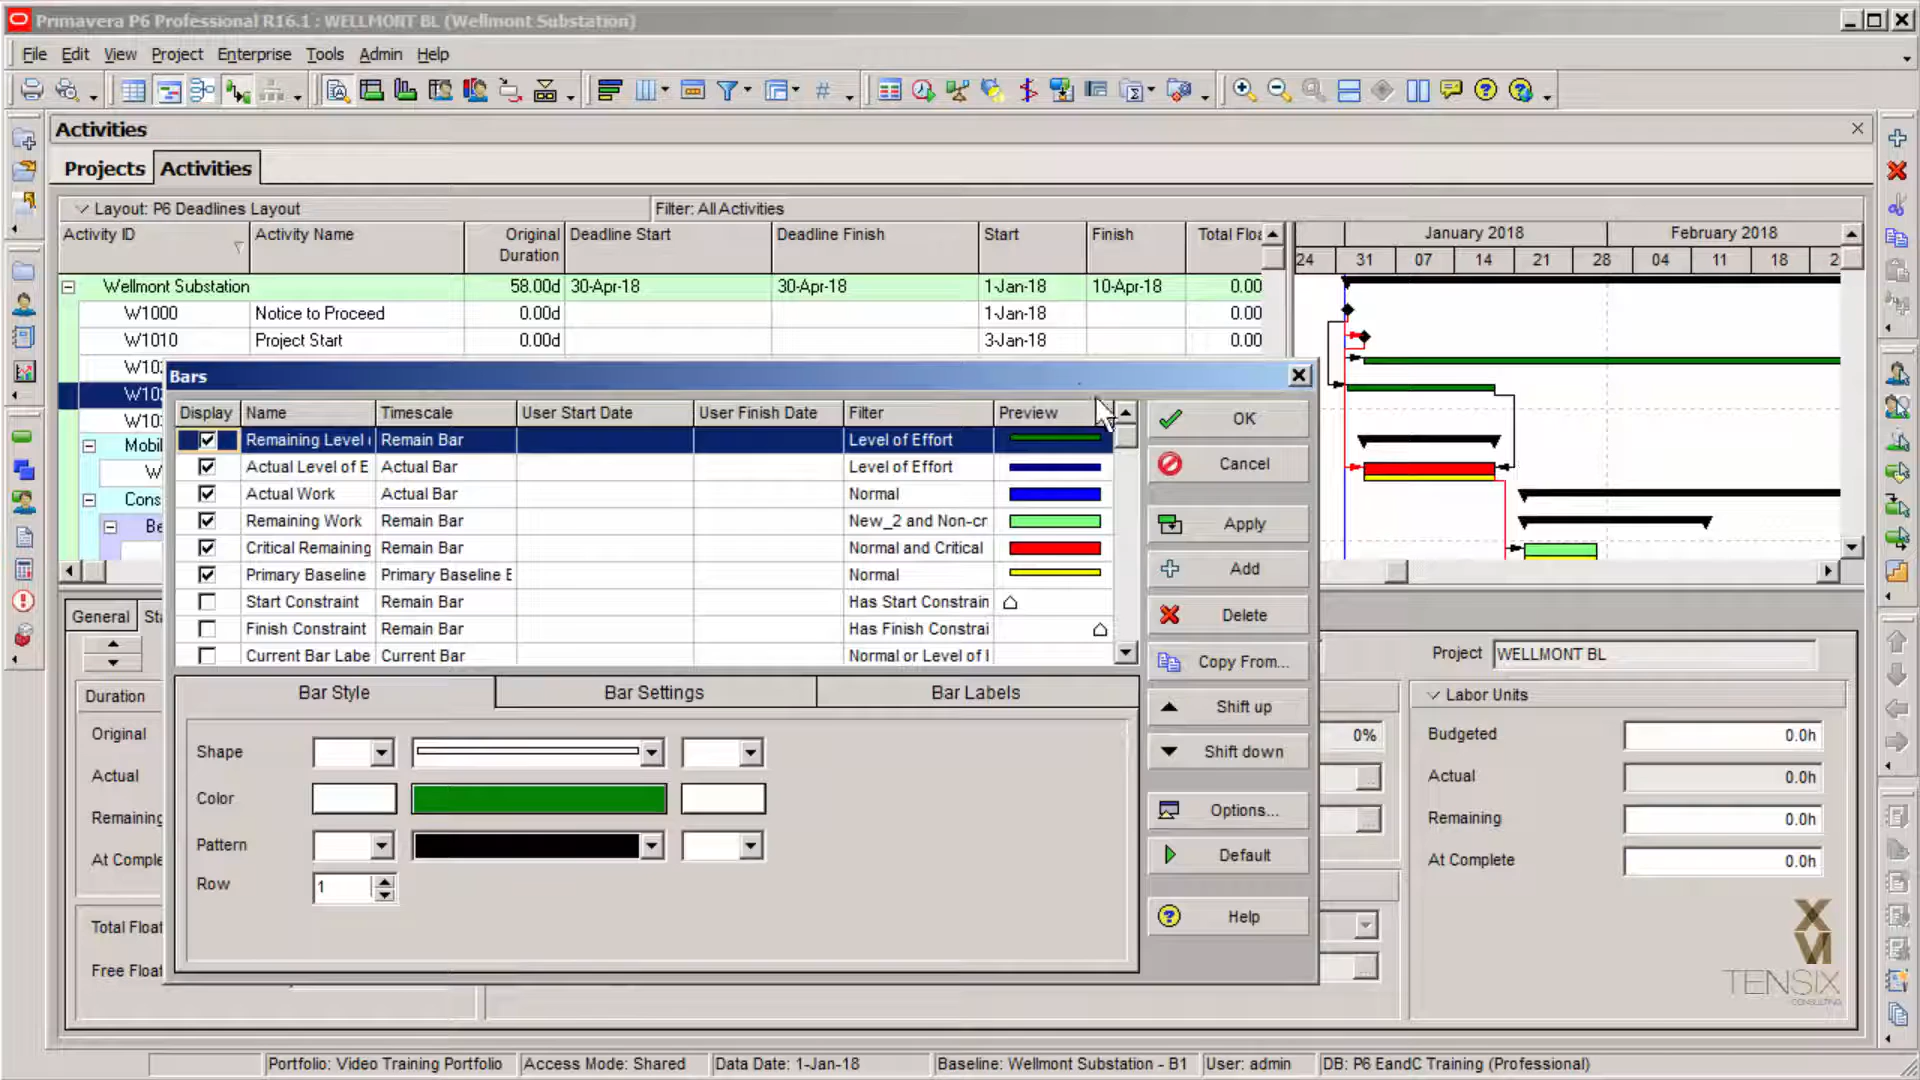 Primavera P6 Professional R16.1 : WELLMONT BL (Wellmont Substation)
File Edit View Project Enterprise Tools Admin Help
Activities
Projects Activities
Layout: P6 Deadlines Layout Filter: All Activities
Activity ID Activity Name Original Duration Deadline Start Deadline Finish Start Finish Total Floa
January 2018 February 2018
24 31 07 14 21 28 04 11 18 2
Wellmont Substation 58.00d 30-Apr-18 30-Apr-18 1-Jan-18 10-Apr-18 0.00
W1000 Notice to Proceed 0.00d 1-Jan-18 0.00
W1010 Project Start 0.00d 3-Jan-18 0.00
W10
W10
W10
Mobil
W
Cons
Be
Bars
Display Name Timescale User Start Date User Finish Date Filter Preview
Remaining Level Remain Bar Level of Effort
Actual Level of E Actual Bar Level of Effort
Actual Work Actual Bar Normal
Remaining Work Remain Bar New_2 and Non-cr
Critical Remaining Remain Bar Normal and Critical
Primary Baseline Primary Baseline E Normal
Start Constraint Remain Bar Has Start Constrain
Finish Constraint Remain Bar Has Finish Constrai
Current Bar Labe Current Bar Normal or Level of
OK
Cancel
Apply
Add
Delete
Copy From...
Shift up
Shift down
Options...
Default
Help
Bar Style Bar Settings Bar Labels
Shape
Color
Pattern
Row 1
General Sta
Duration
Original
Actual
Remaining
At Comple
Total Float
Free Float
0%
Project WELLMONT BL
Labor Units
Budgeted 0.0h
Actual 0.0h
Remaining 0.0h
At Complete 0.0h
TENSIX
CONSULTING
Portfolio: Video Training Portfolio Access Mode: Shared Data Date: 1-Jan-18 Baseline: Wellmont Substation - B1 User: admin DB: P6 EandC Training (Professional)